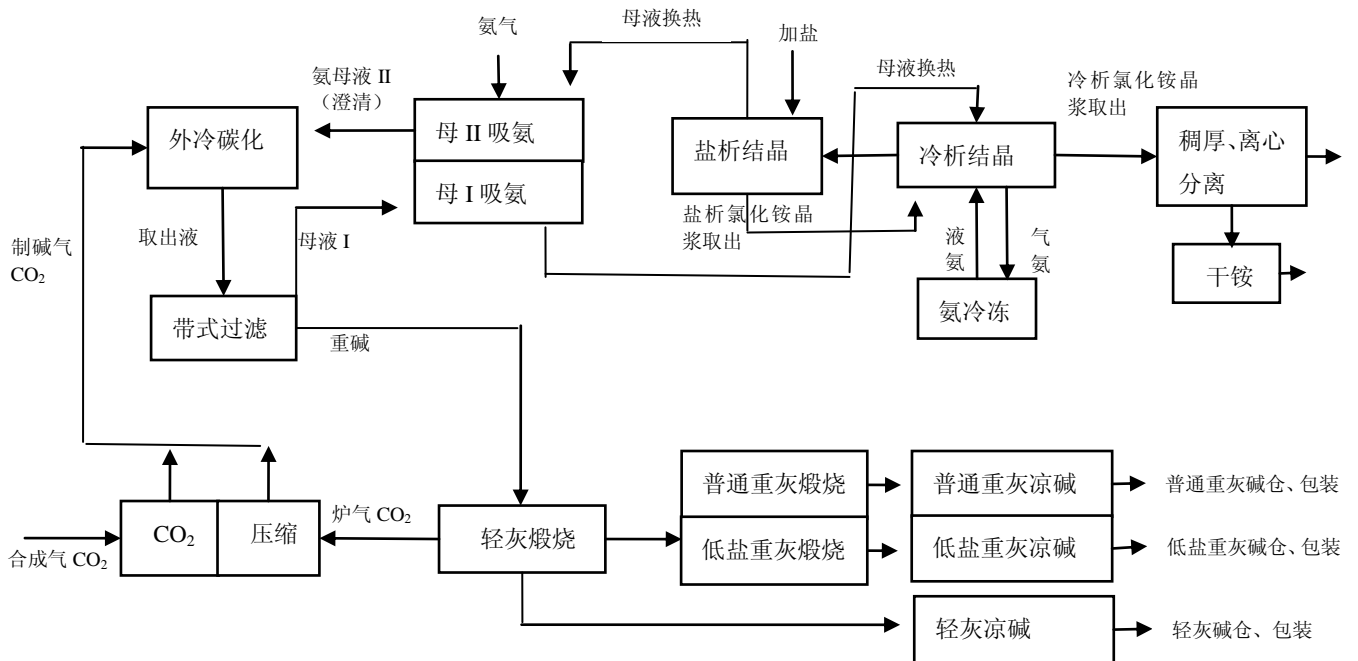 氨气
母液换热
加盐
母液换热
冷析氯化铵晶
浆取出
氨母液 II
（澄清）
外冷碳化
母 II 吸氨
母 I 吸氨
盐析结晶
冷析结晶
稠厚、离心
分离
盐析氯化铵晶
浆取出
制碱气
CO₂
取出液
母液 I
液
氨
气
氨
干铵
带式过滤
重碱
氨冷冻
合成气 CO₂
CO₂
压缩
炉气 CO₂
轻灰煅烧
普通重灰煅烧
低盐重灰煅烧
普通重灰凉碱
低盐重灰凉碱
普通重灰碱仓、包装
低盐重灰碱仓、包装
轻灰凉碱
轻灰碱仓、包装